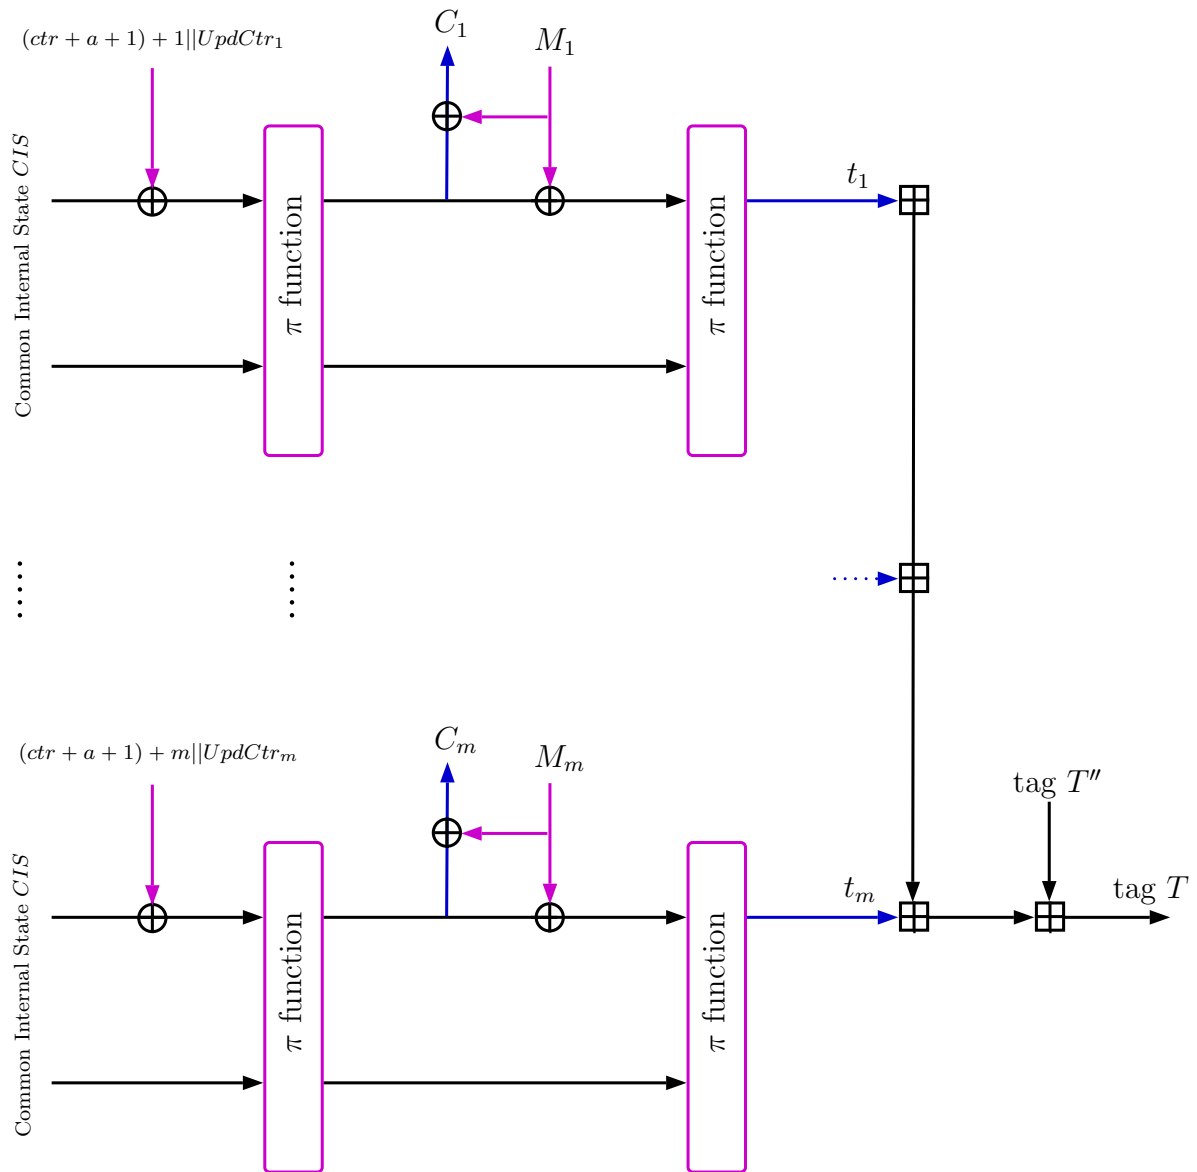 (ctr + a + 1) + 1||UpdCtr₁
C₁
M₁
Common Internal State CIS
π function
π function
t₁
(ctr + a + 1) + m||UpdCtrₘ
Cₘ
Mₘ
tag T″
Common Internal State CIS
π function
π function
tₘ
tag T